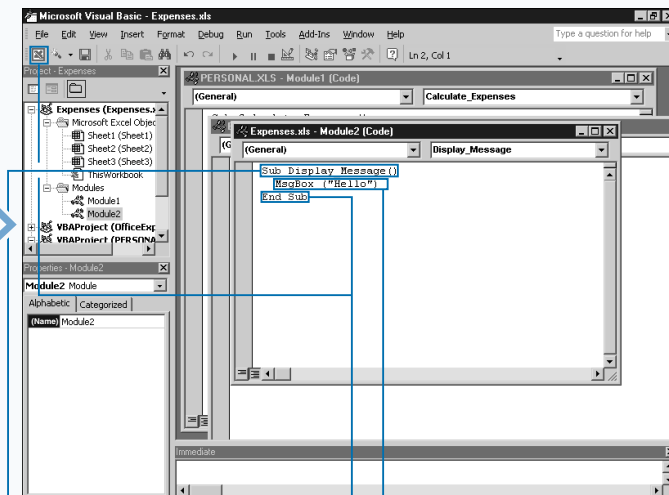 Microsoft Visual Basic - Expenses.xls
File Edit View Insert Format Debug Run Tools Add-Ins Window Help
Type a question for help
Ln 2, Col 1
Project - Expenses
Expenses (Expenses.x
Microsoft Excel Objec
Sheet1 (Sheet1)
Sheet2 (Sheet2)
Sheet3 (Sheet3)
ThisWorkbook
Modules
Module1
Module2
VBAProject (OfficeExp
VBAProject (PERSONA
Properties - Module2
Module2 Module
Alphabetic Categorized
(Name) Module2
PERSONAL.XLS - Module1 (Code)
(General) Calculate_Expenses
Expenses.xls - Module2 (Code)
(General) Display_Message
Sub Display Message()
MsgBox ("Hello")
End Sub
Immediate